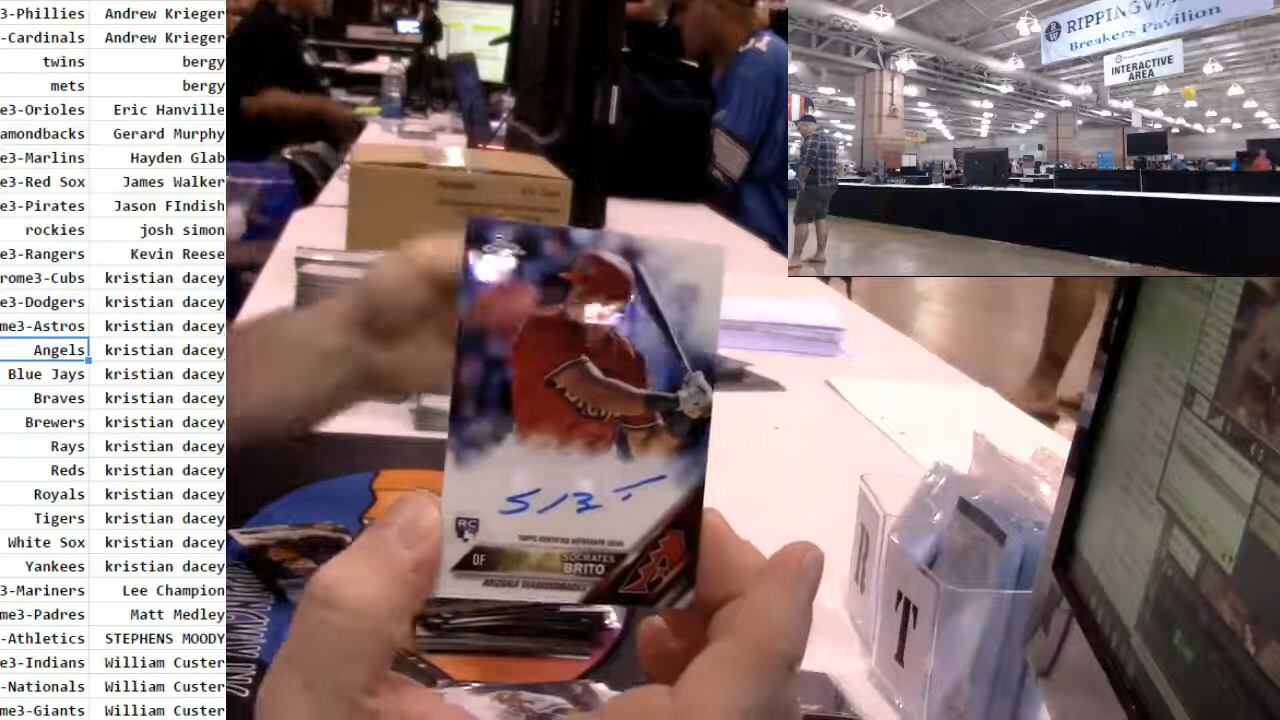 3-Phillies Andrew Krieger
-Cardinals Andrew Krieger
twins bergy
mets bergy
e3-Orioles Eric Hanville
amondbacks Gerard Murphy
e3-Marlins Hayden Glab
e3-Red Sox James Walker
e3-Pirates Jason FIndish
rockies josh simon
e3-Rangers Kevin Reese
rome3-Cubs kristian dacey
e3-Dodgers kristian dacey
me3-Astros kristian dacey
Angels kristian dacey
Blue Jays kristian dacey
Braves kristian dacey
Brewers kristian dacey
Rays kristian dacey
Reds kristian dacey
Royals kristian dacey
Tigers kristian dacey
White Sox kristian dacey
Yankees kristian dacey
3-Mariners Lee Champion
me3-Padres Matt Medley
-Athletics STEPHENS MOODY
e3-Indians William Custer
-Nationals William Custer
me3-Giants William Custer
RIPPINGWA
Breakers Pavilion
INTERACTIVE
AREA
RC
TOPPS CERTIFIED AUTOGRAPH ISSUE
OF
SOCRATES
BRITO
ARIZONA DIAMONDBACKS
R
T